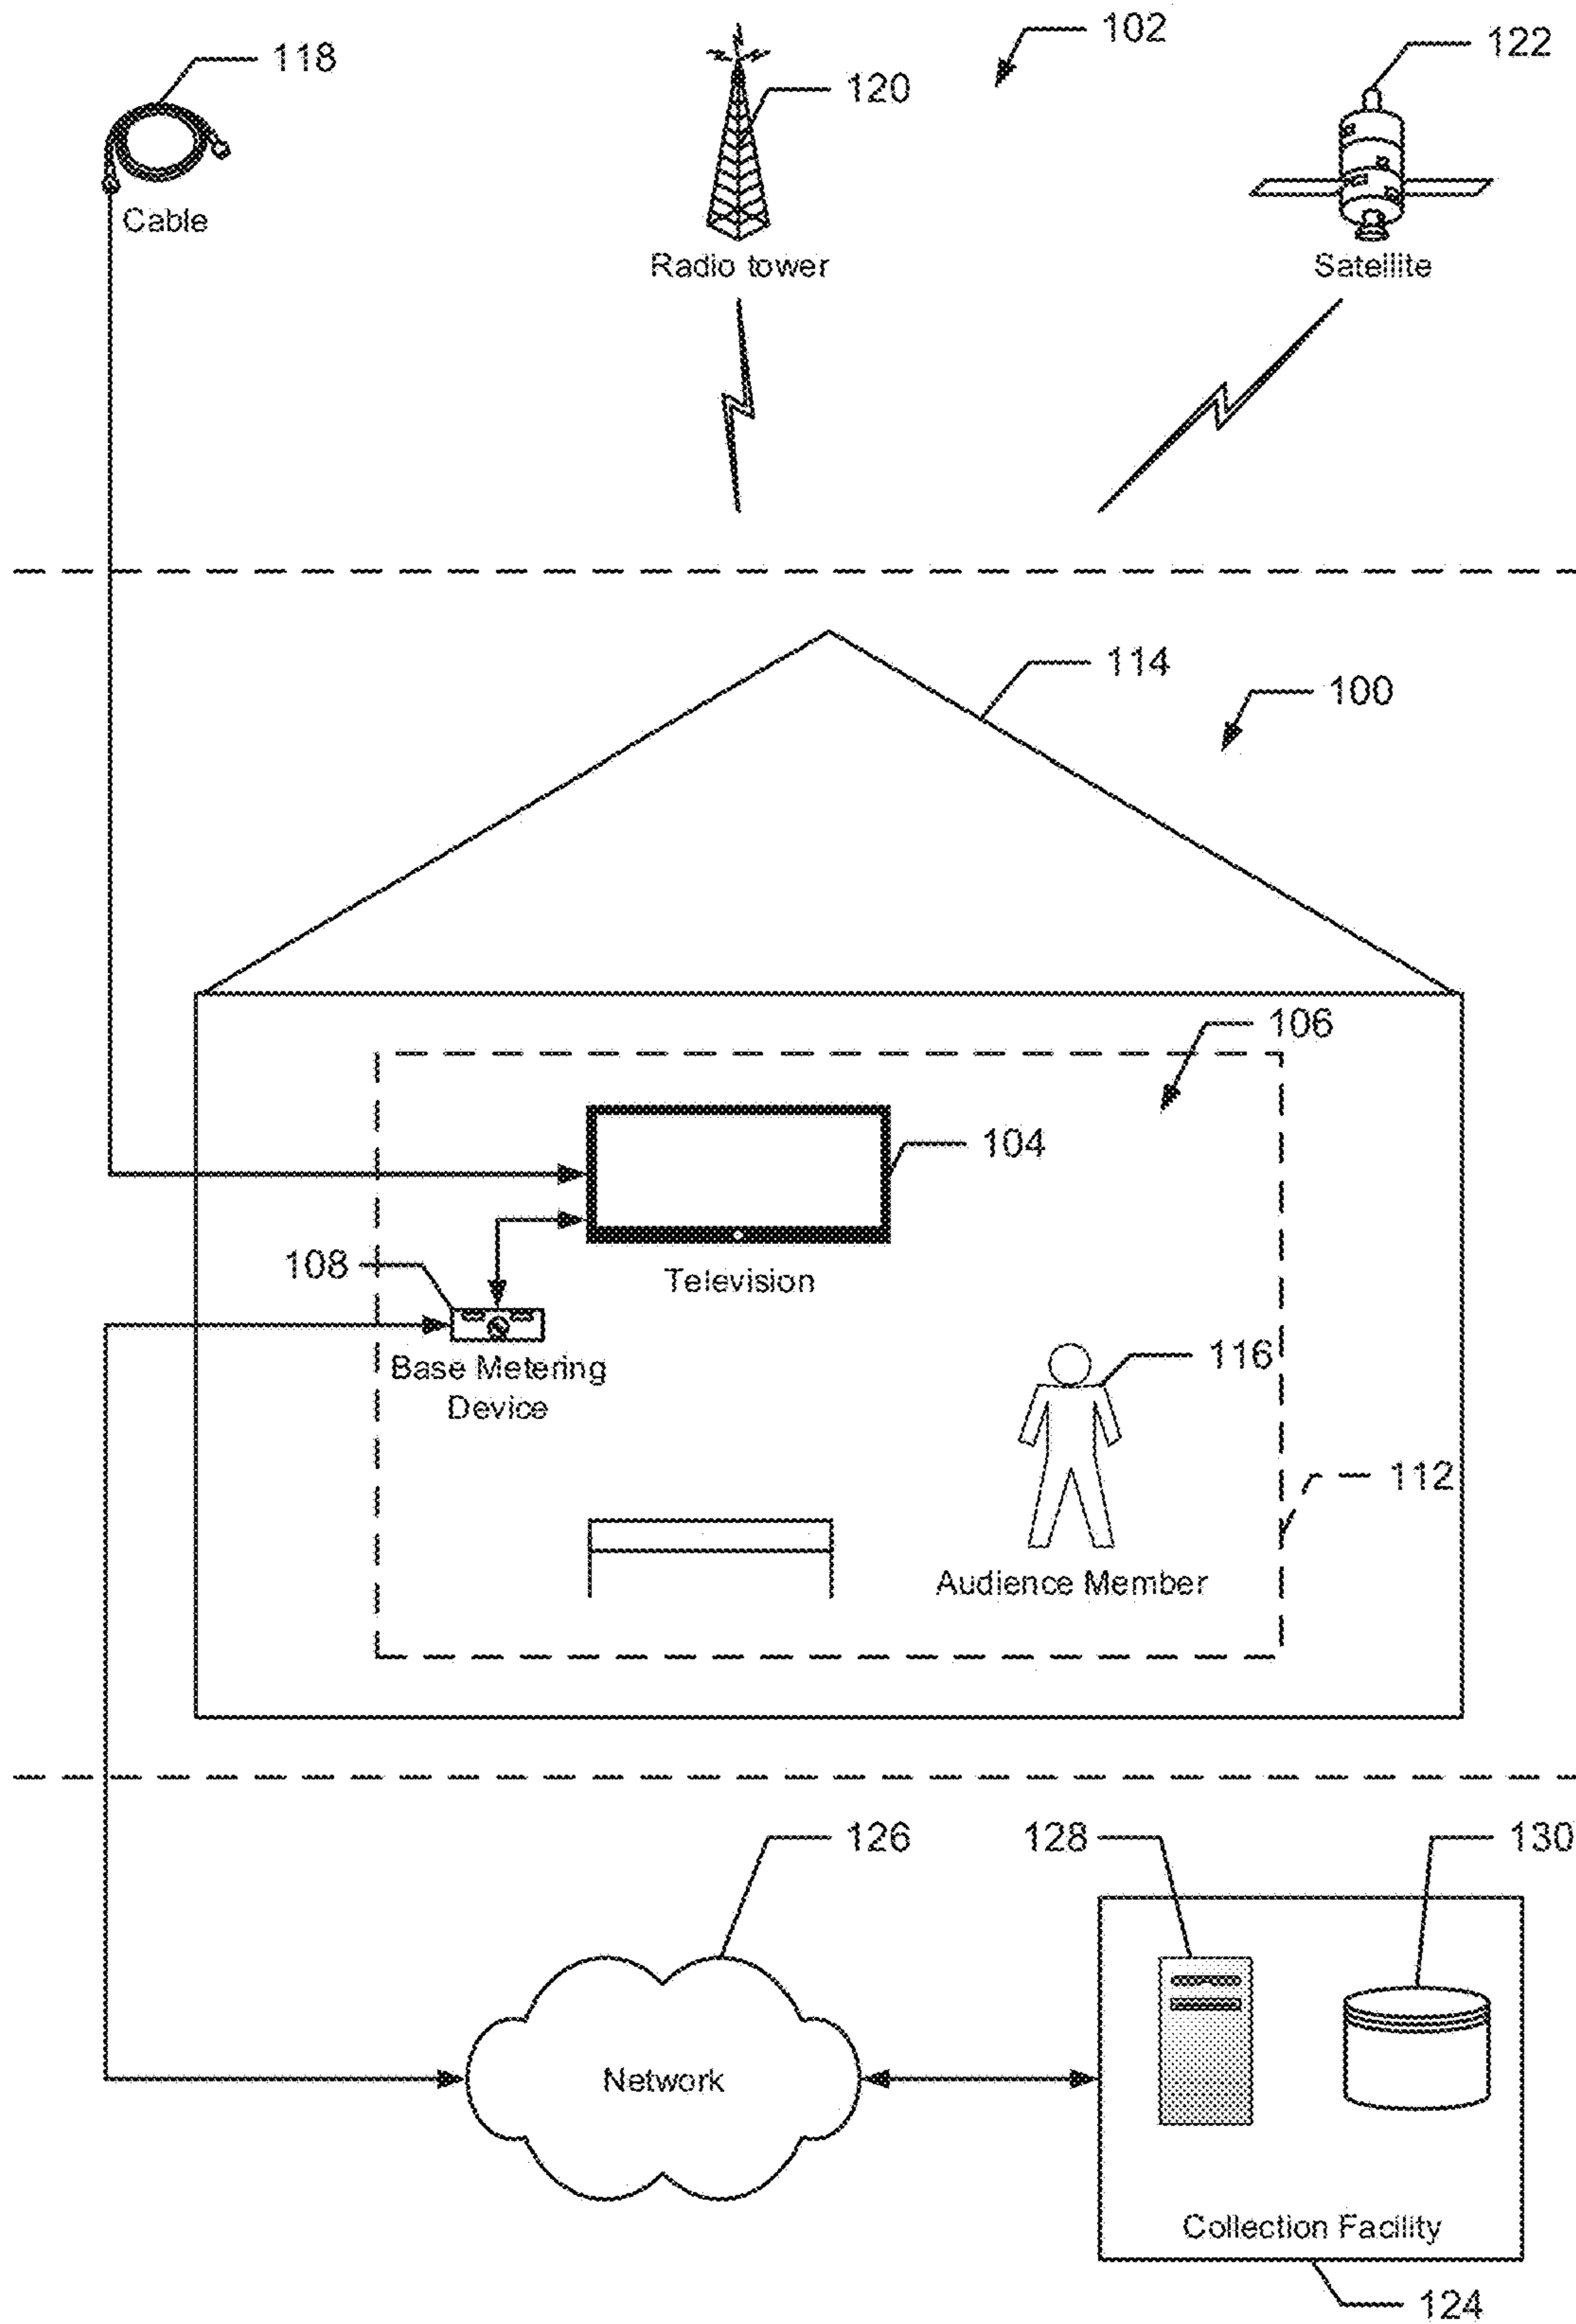 102
118
122
120
Cable
Radio tower
Satellite
114
100
106
104
108
Television
116
Base Metering
Device
112
Audience Member
126
128
130
Network
Collection Facility
124